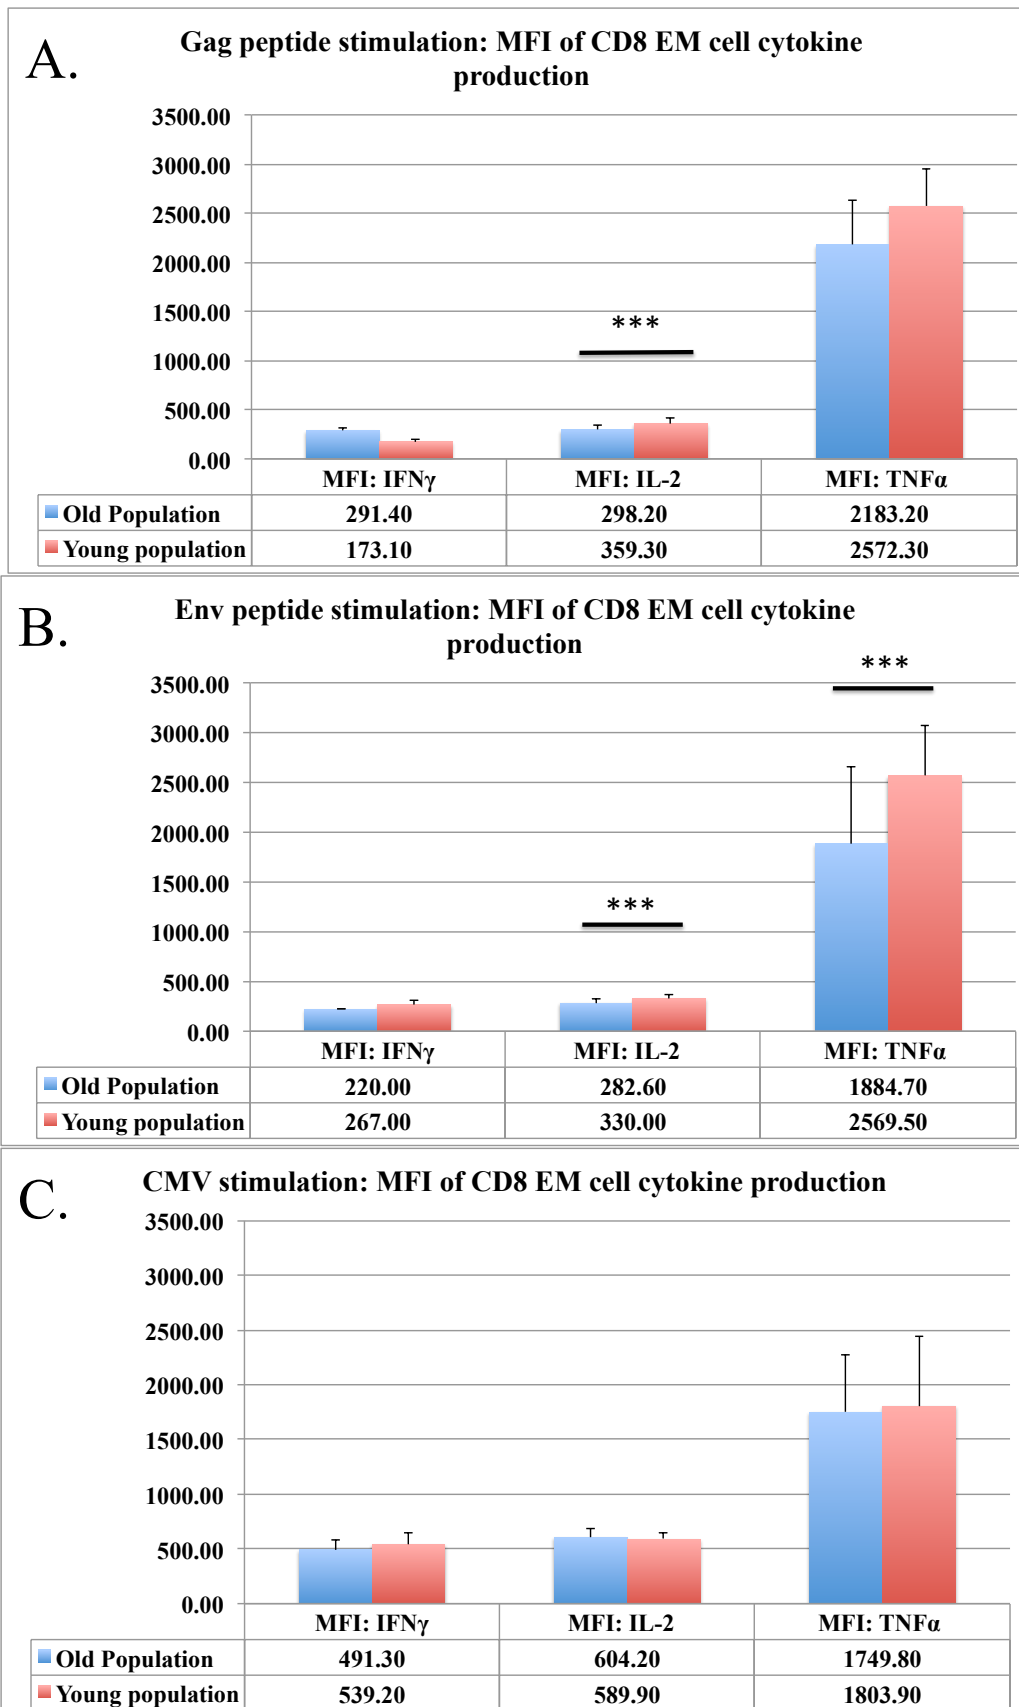 A.
Gag peptide stimulation: MFI of CD8 EM cell cytokine
production
3500.00
3000.00
2500.00
2000.00
1500.00
1000.00
500.00
0.00
***
MFI: IFNγ MFI: IL-2 MFI: TNFα
Old Population 291.40 298.20 2183.20
Young population 173.10 359.30 2572.30
B.
Env peptide stimulation: MFI of CD8 EM cell cytokine
production
***
3500.00
3000.00
2500.00
2000.00
1500.00
1000.00
500.00
0.00
***
MFI: IFNγ MFI: IL-2 MFI: TNFα
Old Population 220.00 282.60 1884.70
Young population 267.00 330.00 2569.50
C.
CMV stimulation: MFI of CD8 EM cell cytokine production
3500.00
3000.00
2500.00
2000.00
1500.00
1000.00
500.00
0.00
MFI: IFNγ MFI: IL-2 MFI: TNFα
Old Population 491.30 604.20 1749.80
Young population 539.20 589.90 1803.90